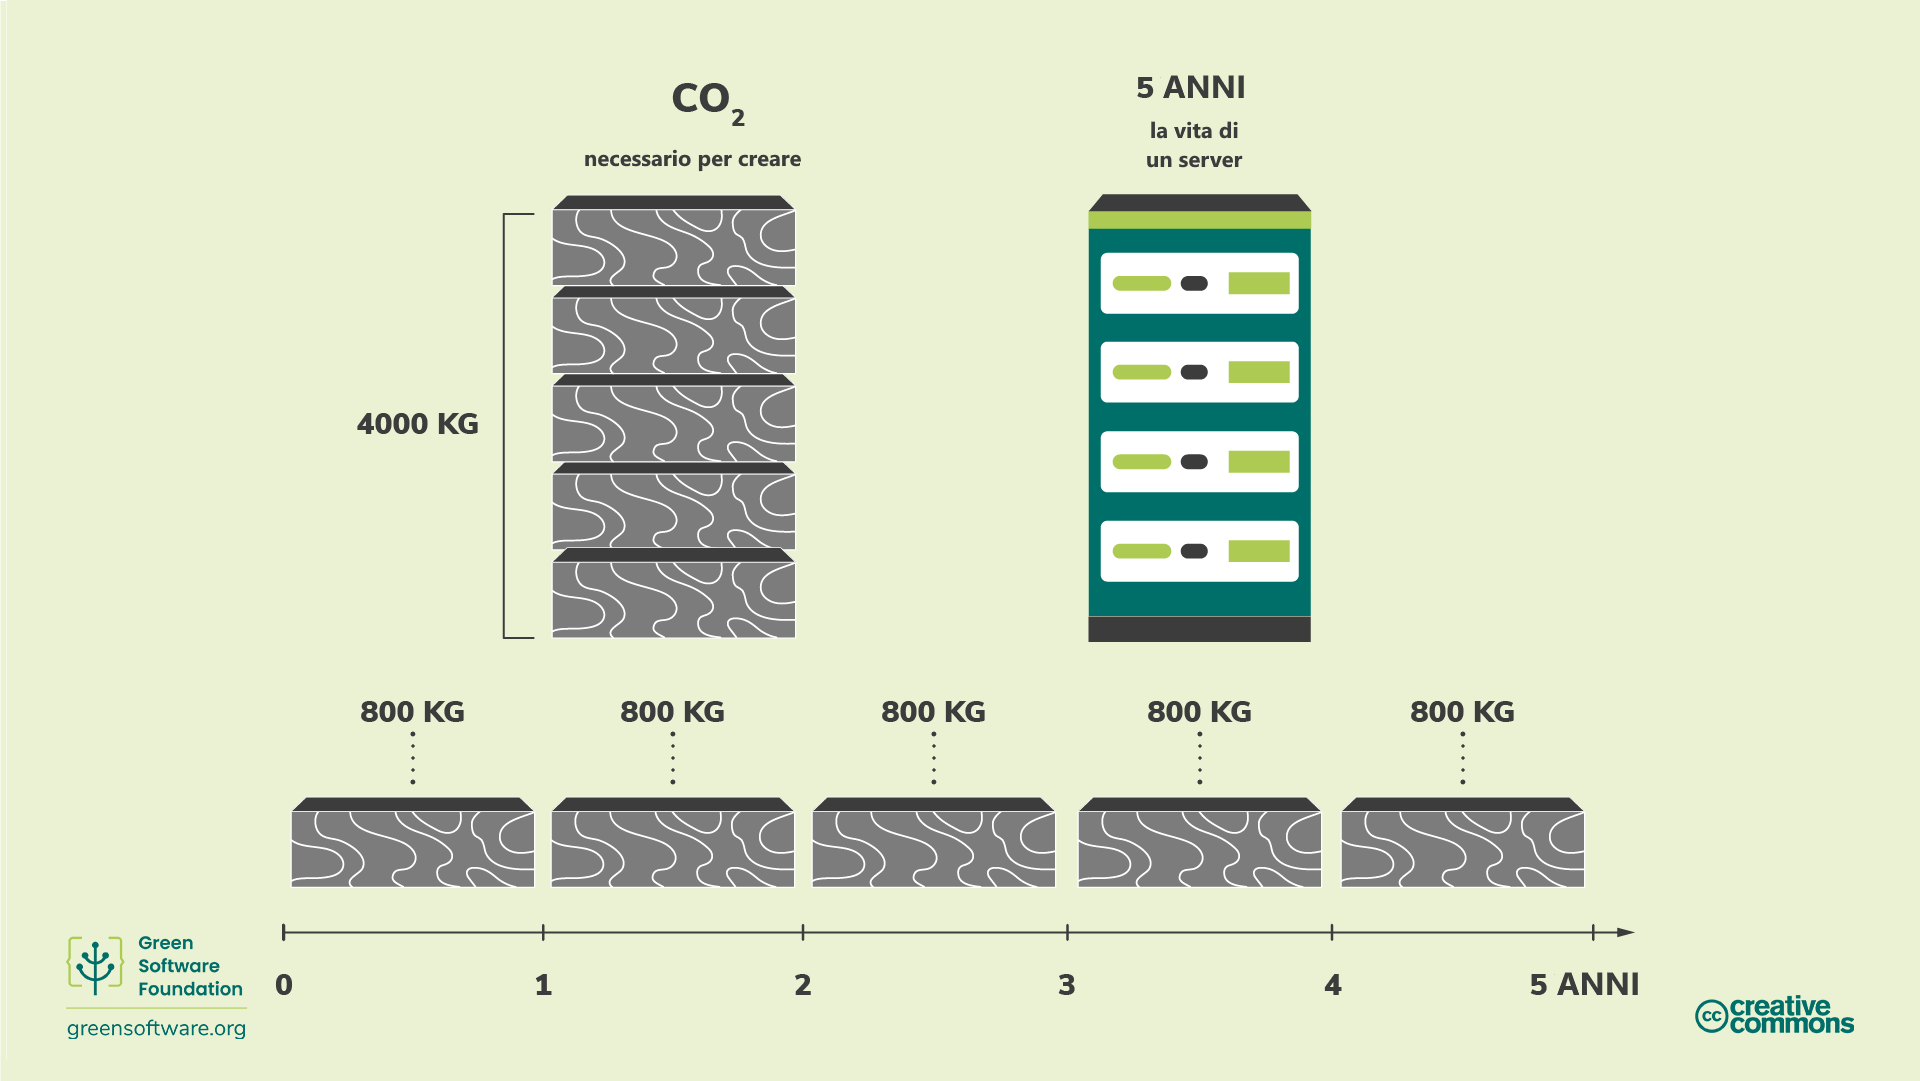 CO2
necessario per creare
5 ANNI
la vita di
un server
4000 KG
800 KG
800 KG
800 KG
800 KG
800 KG
0
1
2
3
4
5 ANNI
Green
Software
Foundation
greensoftware.org
cc creative
commons